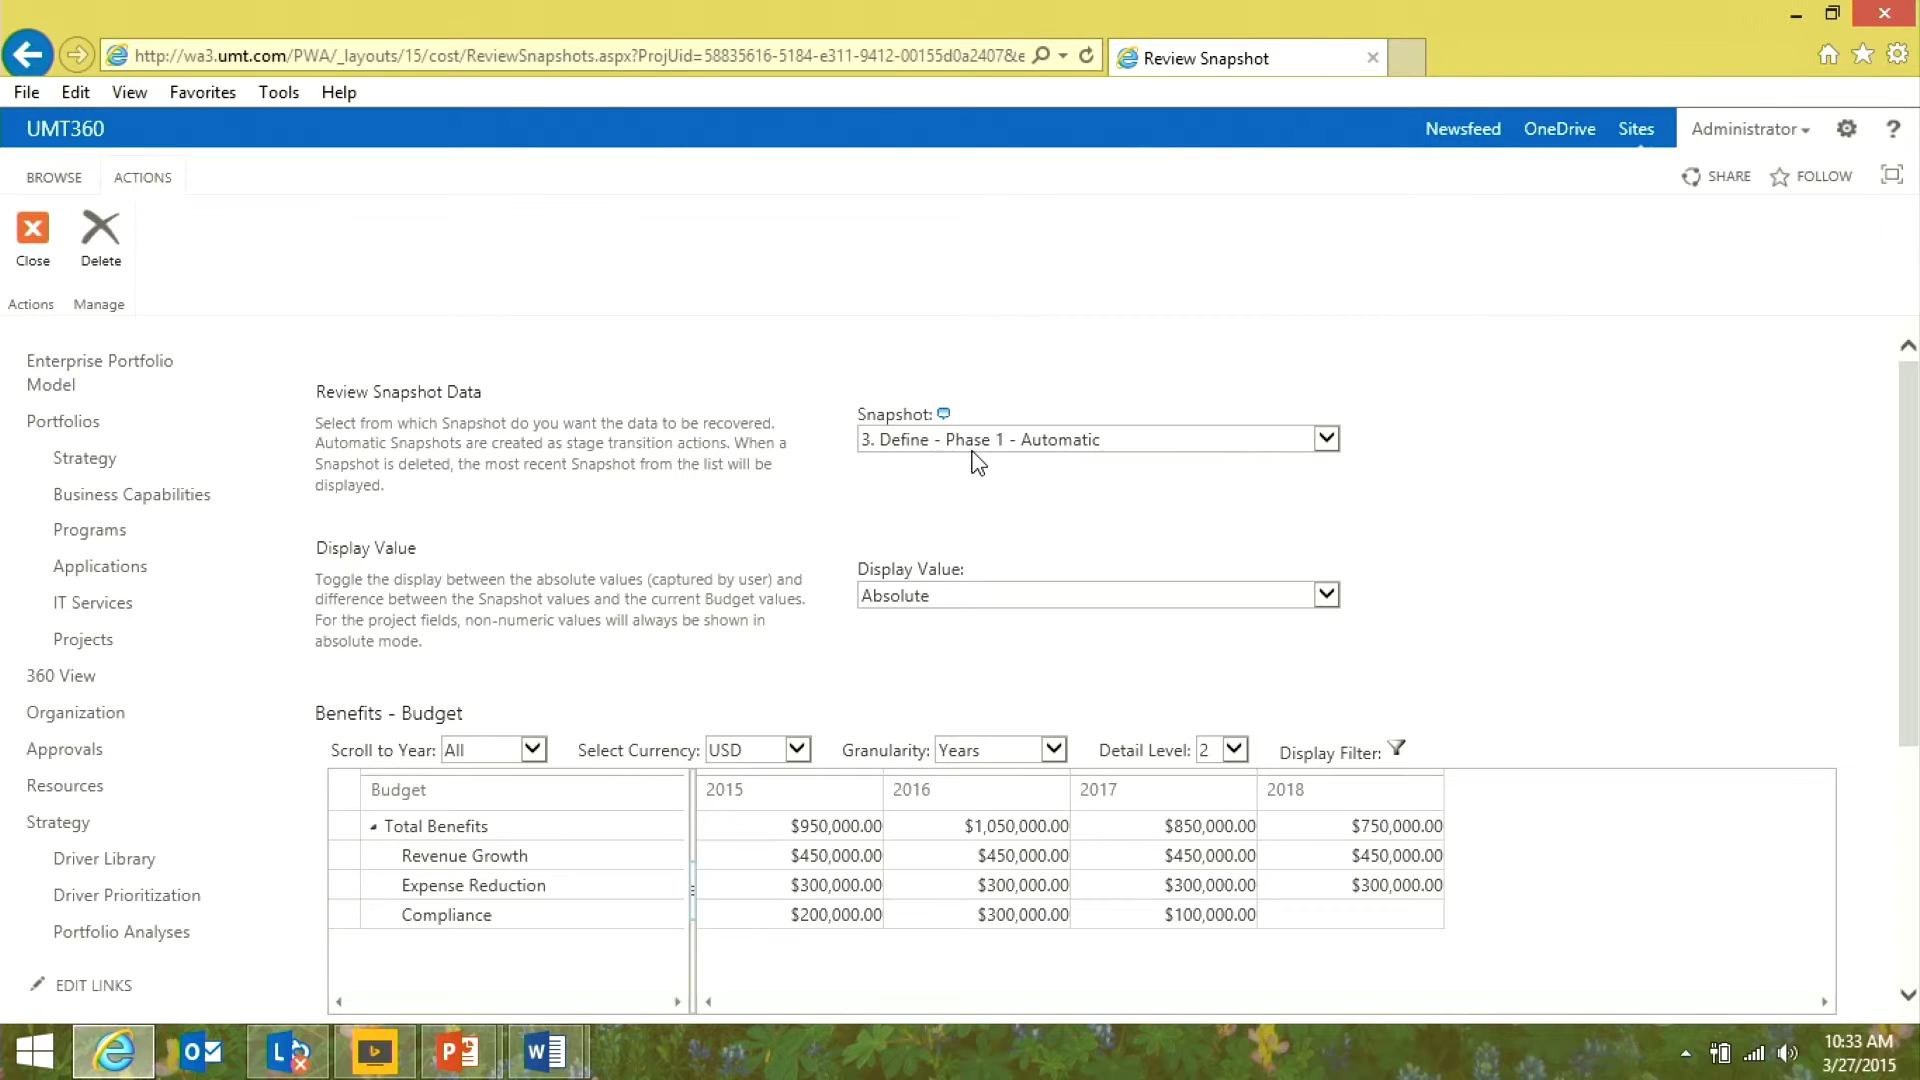 http://wa3.umt.com/PWA/_layouts/15/cost/ReviewSnapshots.aspx?ProjUid=58835616-5184-e311-9412-00155d0a2407&e
Review Snapshot
File Edit View Favorites Tools Help
UMT360
Newsfeed OneDrive Sites Administrator ?
BROWSE ACTIONS
SHARE FOLLOW
Close Delete
Actions Manage
Enterprise Portfolio
Model
Portfolios
Strategy
Business Capabilities
Programs
Applications
IT Services
Projects
360 View
Organization
Approvals
Resources
Strategy
Driver Library
Driver Prioritization
Portfolio Analyses
EDIT LINKS
Review Snapshot Data
Select from which Snapshot do you want the data to be recovered.
Automatic Snapshots are created as stage transition actions. When a
Snapshot is deleted, the most recent Snapshot from the list will be
displayed.
Snapshot:
3. Define - Phase 1 - Automatic
Display Value
Toggle the display between the absolute values (captured by user) and
difference between the Snapshot values and the current Budget values.
For the project fields, non-numeric values will always be shown in
absolute mode.
Display Value:
Absolute
Benefits - Budget
Scroll to Year: All Select Currency: USD Granularity: Years Detail Level: 2 Display Filter:
Budget 2015 2016 2017 2018
Total Benefits $950,000.00 $1,050,000.00 $850,000.00 $750,000.00
Revenue Growth $450,000.00 $450,000.00 $450,000.00 $450,000.00
Expense Reduction $300,000.00 $300,000.00 $300,000.00 $300,000.00
Compliance $200,000.00 $300,000.00 $100,000.00
10:33 AM
3/27/2015